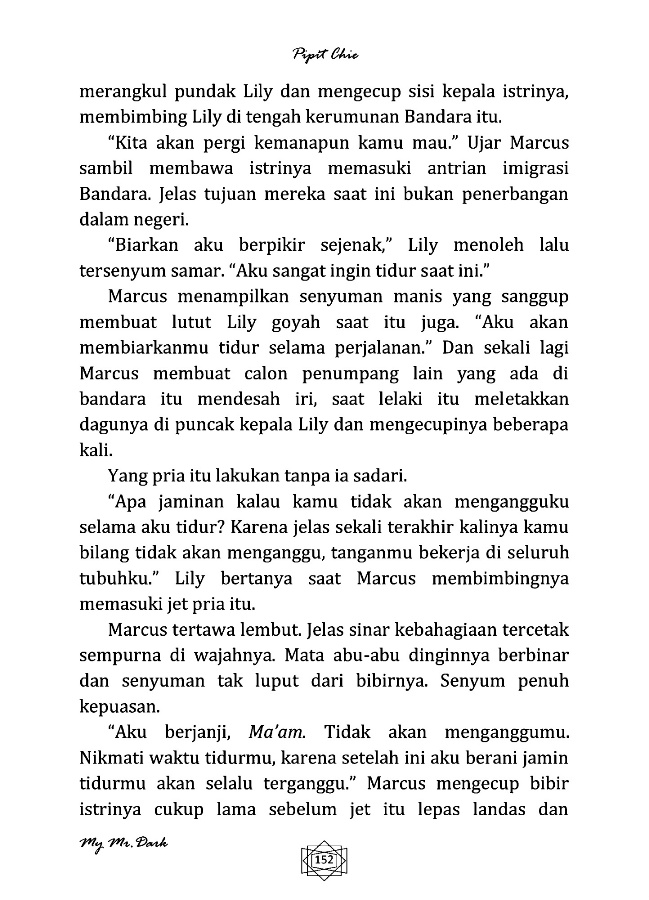 Pipit Chie
merangkul pundak Lily dan mengecup sisi kepala istrinya,
membimbing Lily di tengah kerumunan Bandara itu.
“Kita akan pergi kemanapun kamu mau.” Ujar Marcus
sambil membawa istrinya memasuki antrian imigrasi
Bandara. Jelas tujuan mereka saat ini bukan penerbangan
dalam negeri.
“Biarkan aku berpikir sejenak,” Lily menoleh lalu
tersenyum samar. “Aku sangat ingin tidur saat ini.”
Marcus menampilkan senyuman manis yang sanggup
membuat lutut Lily goyah saat itu juga. “Aku akan
membiarkanmu tidur selama perjalanan.” Dan sekali lagi
Marcus membuat calon penumpang lain yang ada di
bandara itu mendesah iri, saat lelaki itu meletakkan
dagunya di puncak kepala Lily dan mengecupinya beberapa
kali.
Yang pria itu lakukan tanpa ia sadari.
“Apa jaminan kalau kamu tidak akan mengangguku
selama aku tidur? Karena jelas sekali terakhir kalinya kamu
bilang tidak akan menganggu, tanganmu bekerja di seluruh
tubuhku.” Lily bertanya saat Marcus membimbingnya
memasuki jet pria itu.
Marcus tertawa lembut. Jelas sinar kebahagiaan tercetak
sempurna di wajahnya. Mata abu-abu dinginnya berbinar
dan senyuman tak luput dari bibirnya. Senyum penuh
kepuasan.
“Aku berjanji, Ma’am. Tidak akan menganggumu.
Nikmati waktu tidurmu, karena setelah ini aku berani jamin
tidurmu akan selalu terganggu.” Marcus mengecup bibir
istrinya cukup lama sebelum jet itu lepas landas dan
My Mr. Dark
152